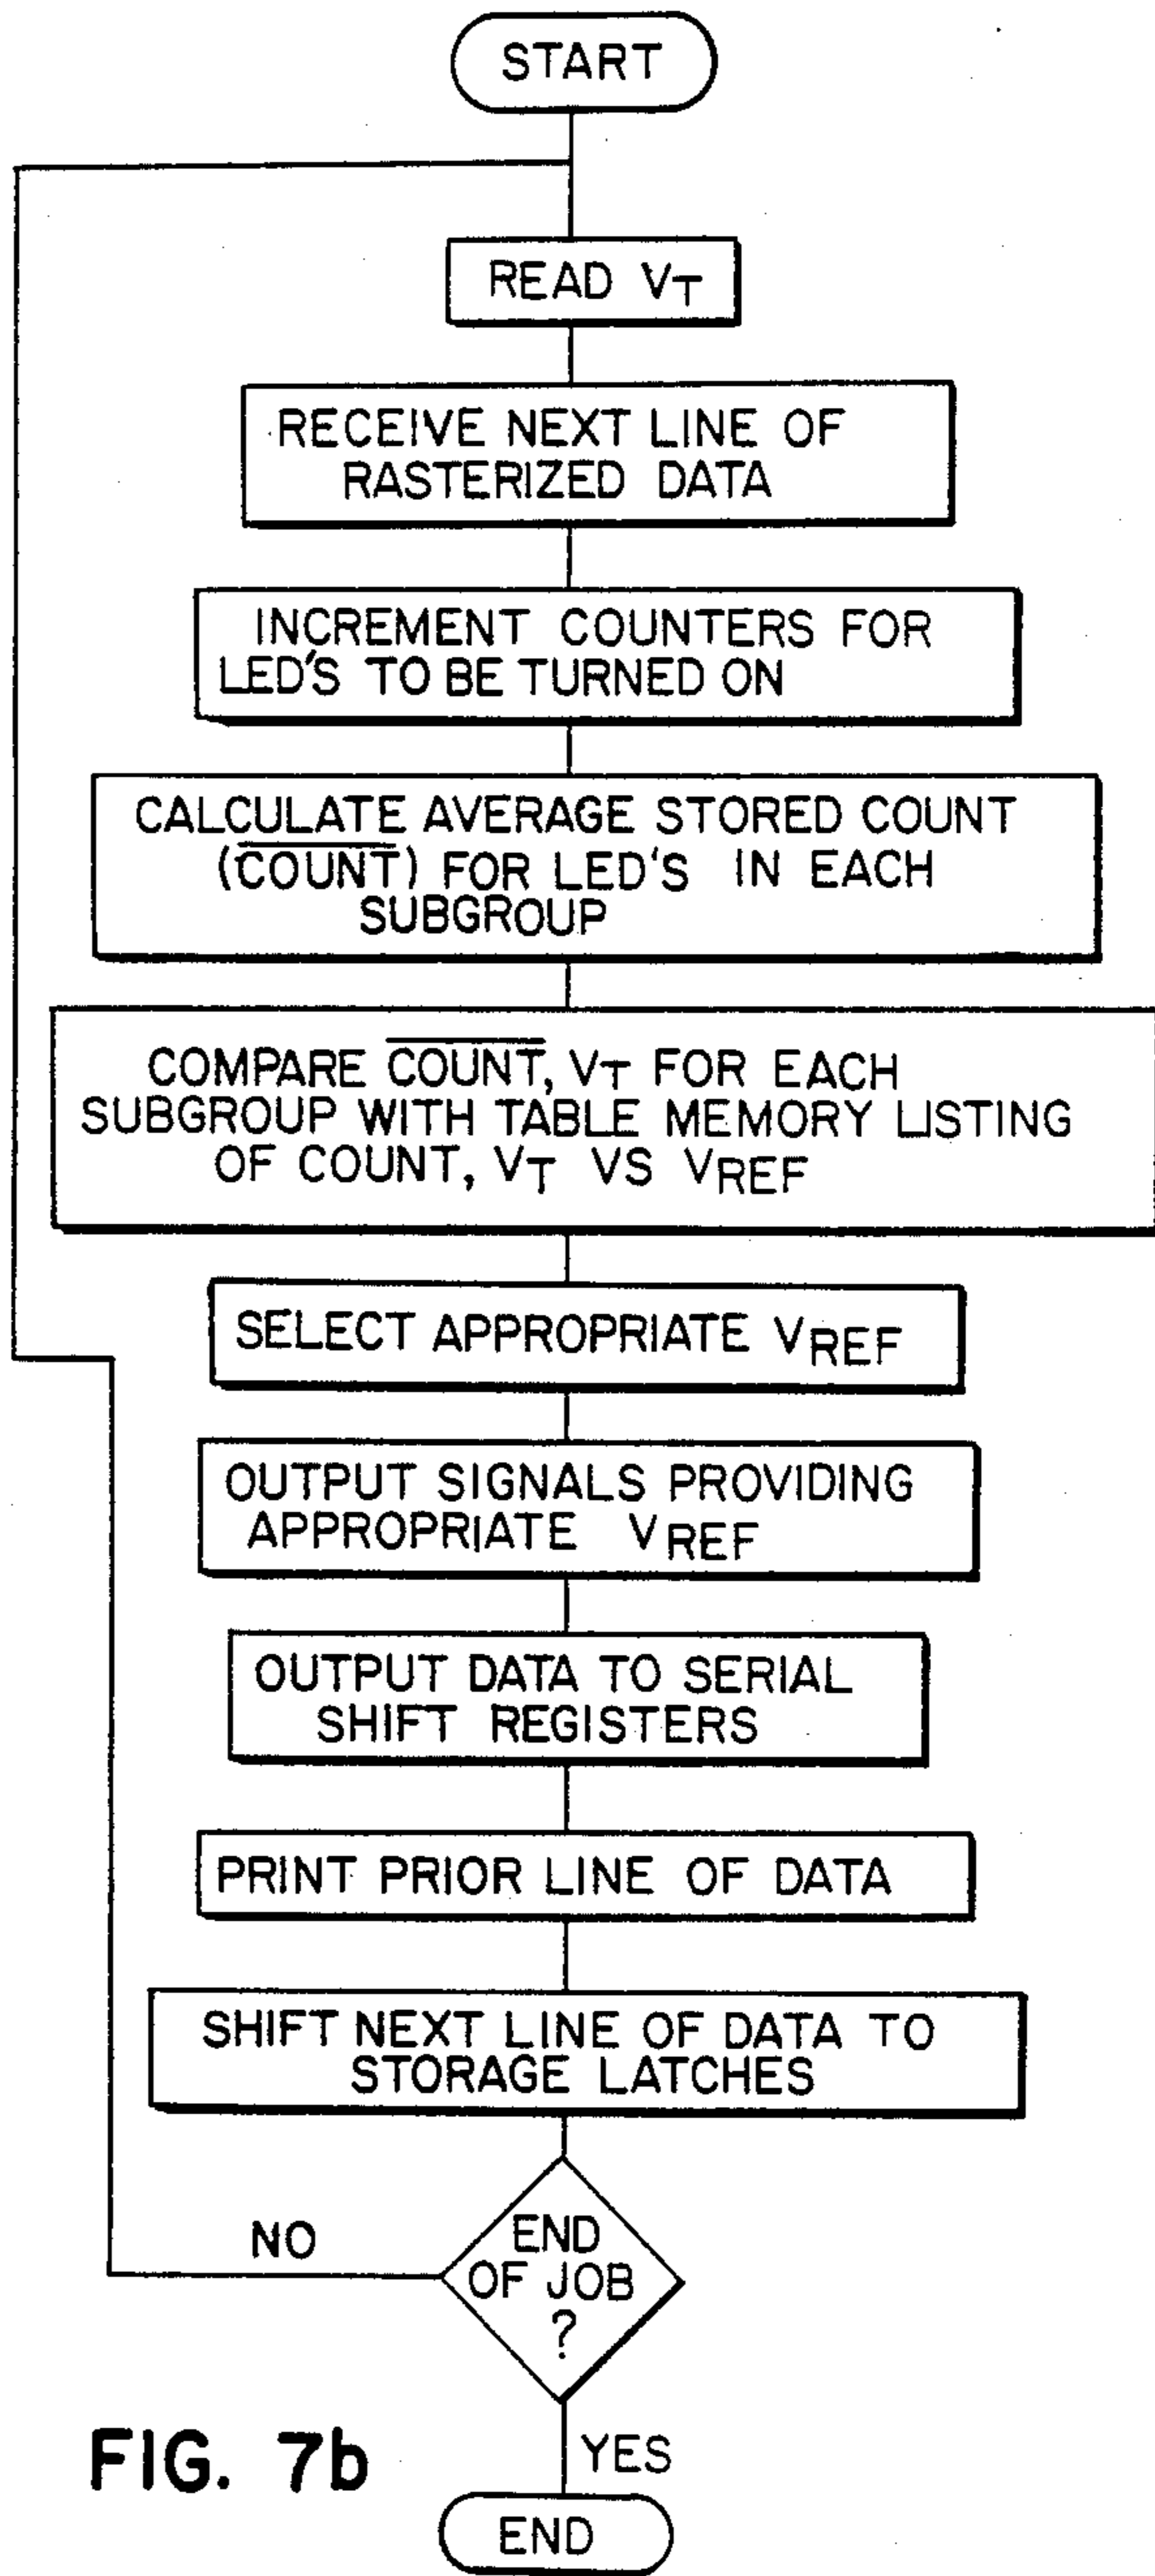 START
READ VT
RECEIVE NEXT LINE OF
RASTERIZED DATA
INCREMENT COUNTERS FOR
LED'S TO BE TURNED ON
CALCULATE AVERAGE STORED COUNT
(COUNT) FOR LED'S IN EACH
SUBGROUP
COMPARE COUNT, VT FOR EACH
SUBGROUP WITH TABLE MEMORY LISTING
OF COUNT, VT VS VREF
SELECT APPROPRIATE VREF
OUTPUT SIGNALS PROVIDING
APPROPRIATE VREF
OUTPUT DATA TO SERIAL
SHIFT REGISTERS
PRINT PRIOR LINE OF DATA
SHIFT NEXT LINE OF DATA TO
STORAGE LATCHES
NO
END
OF JOB
?
YES
END
FIG. 7b